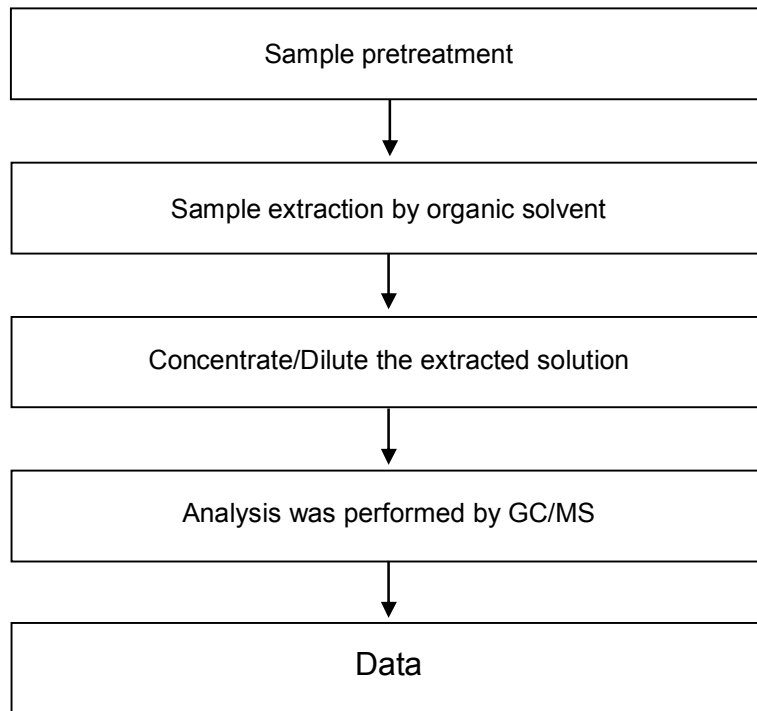 Sample pretreatment
Sample extraction by organic solvent
Concentrate/Dilute the extracted solution
Analysis was performed by GC/MS
Data